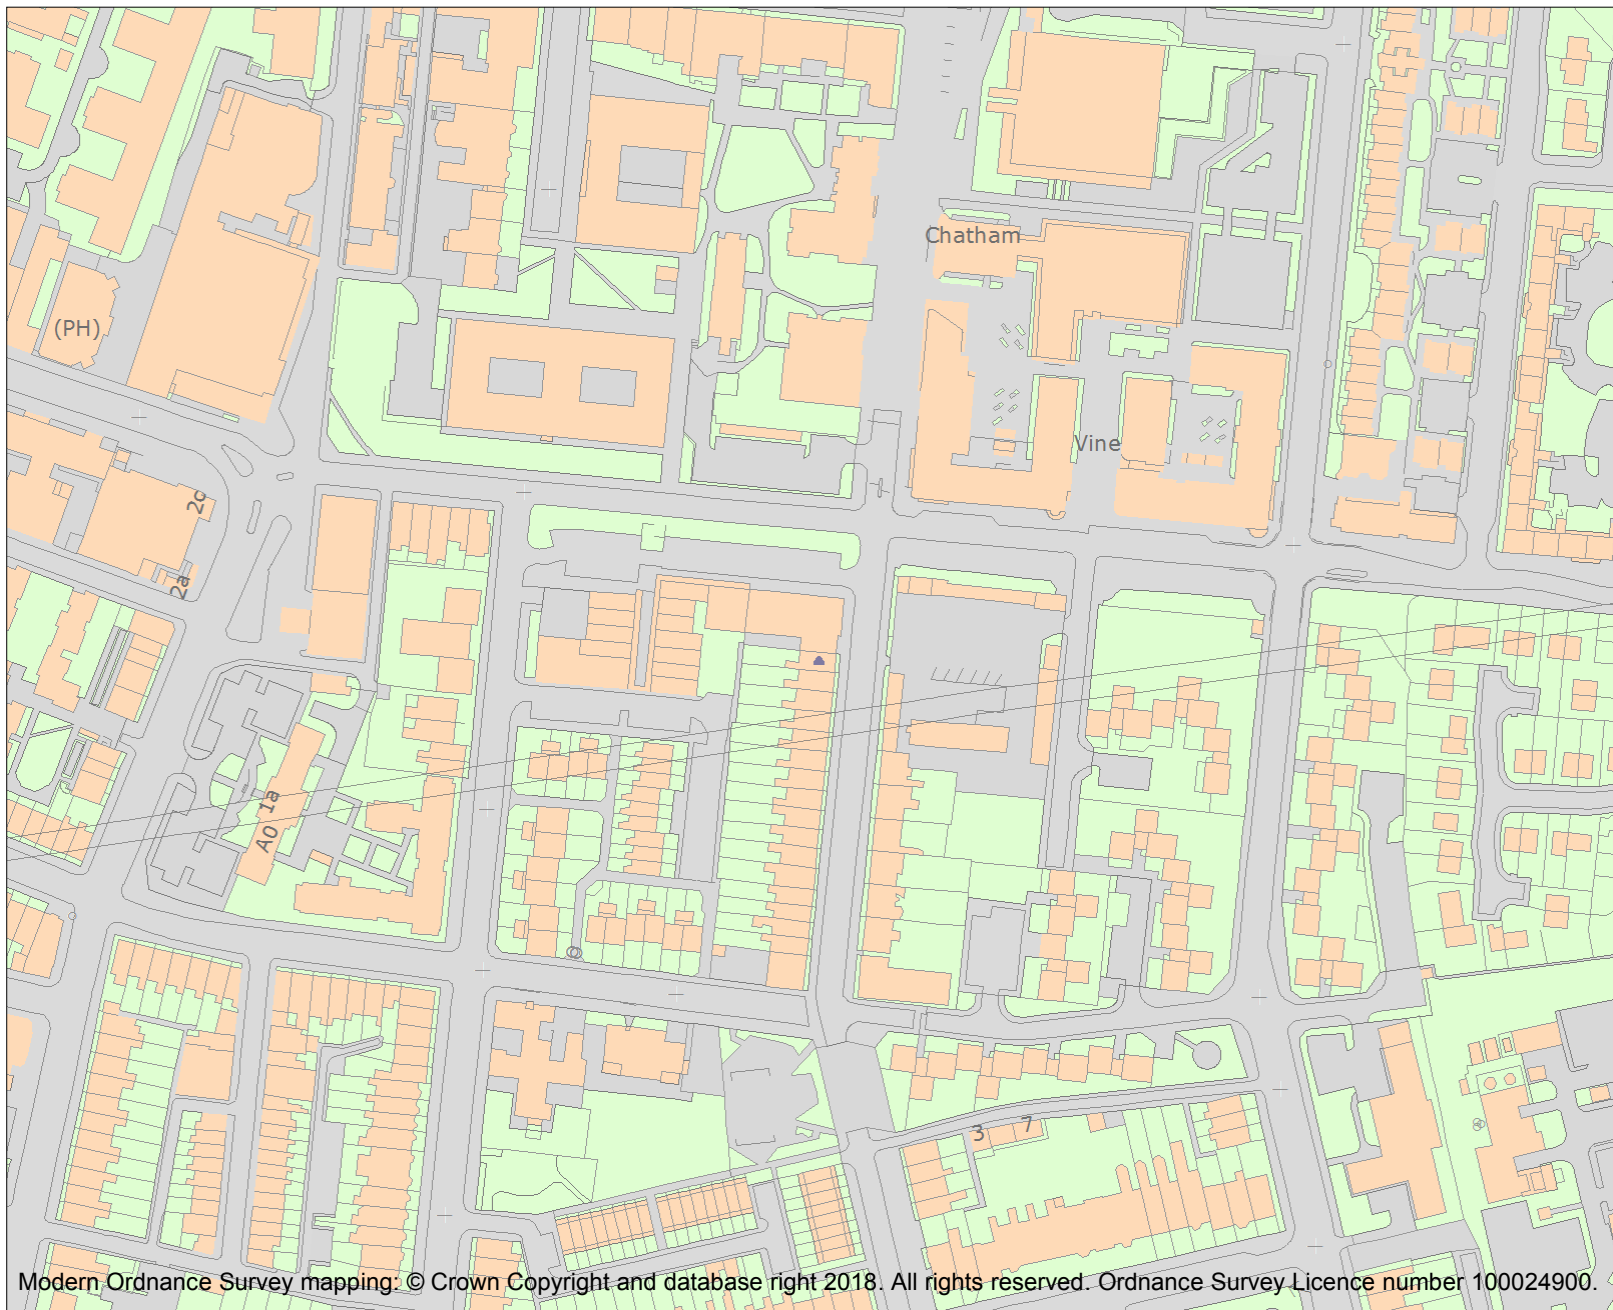 Chatham
(PH)
Vine
2c
2a
A0 1a
3
7
Modern Ordnance Survey mapping: © Crown Copyright and database right 2018. All rights reserved. Ordnance Survey Licence number 100024900.